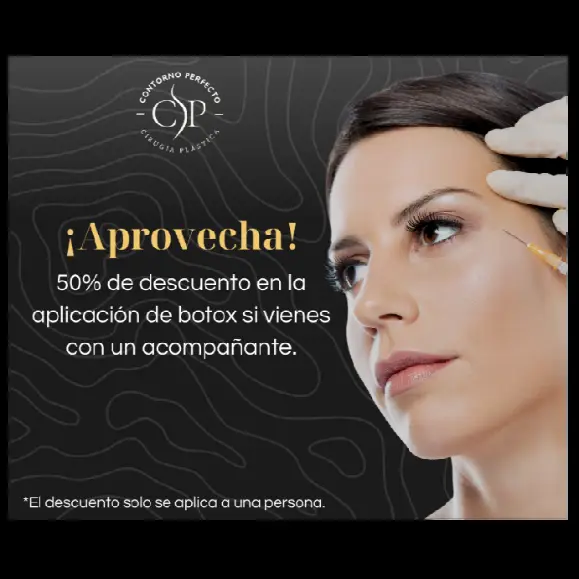 CONTORNO PERFECTO
CSP
CIRUGÍA PLÁSTICA
¡Aprovecha!
50% de descuento en la
aplicación de botox si vienes
con un acompañante.
*El descuento solo se aplica a una persona.